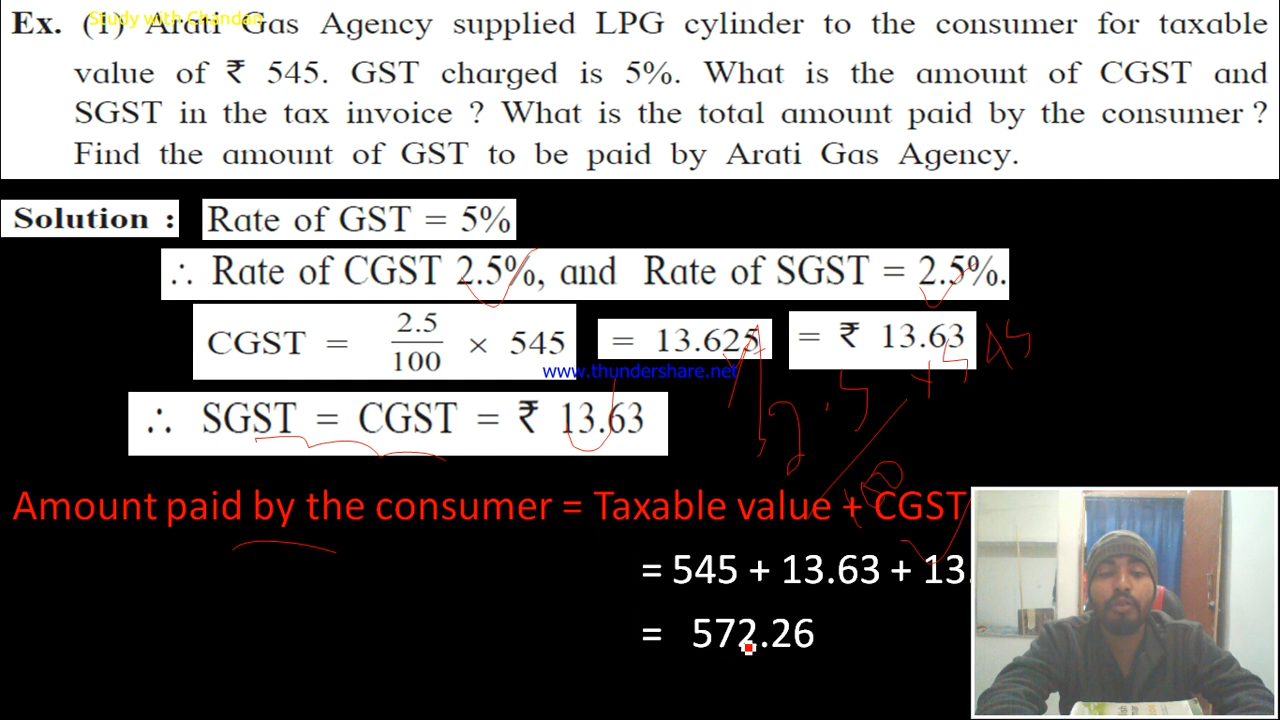 Study with Chandan
Ex. (1) Arati Gas Agency supplied LPG cylinder to the consumer for taxable
value of ₹ 545. GST charged is 5%. What is the amount of CGST and
SGST in the tax invoice ? What is the total amount paid by the consumer ?
Find the amount of GST to be paid by Arati Gas Agency.
Solution : Rate of GST = 5%
∴ Rate of CGST 2.5%, and Rate of SGST = 2.5%.
CGST = 2.5/100 × 545 = 13.625 = ₹ 13.63
www.thundershare.net
∴ SGST = CGST = ₹ 13.63
Amount paid by the consumer = Taxable value + CGST
= 545 + 13.63 + 13.
= 572.26